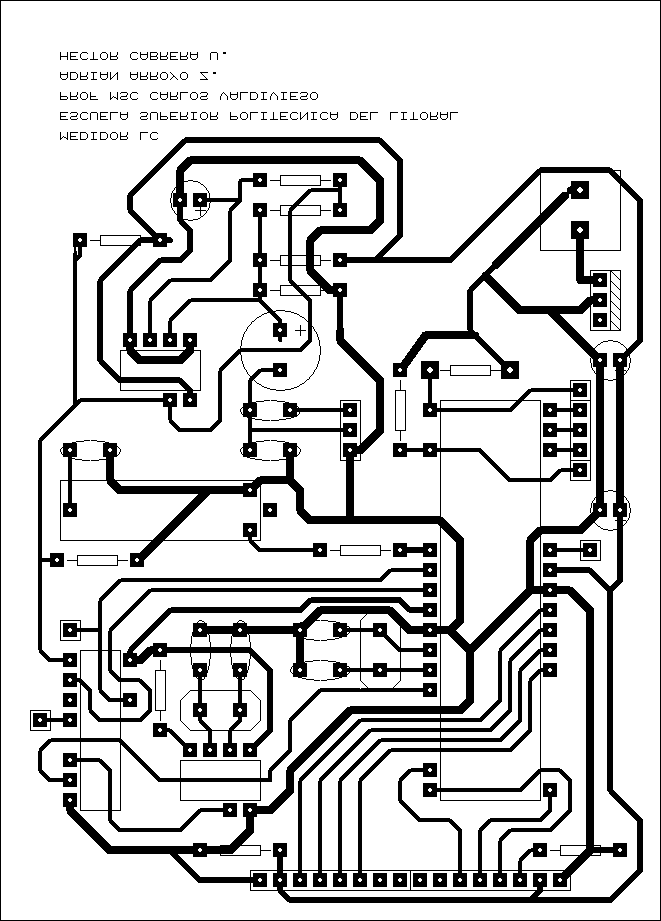 HECTOR CABRERA U.
ADRIAN ARROYO Z.
PROF MSC CARLOS VALDIVIESO
ESCUELA SUPERIOR POLITECNICA DEL LITORAL
MEDIDOR LC